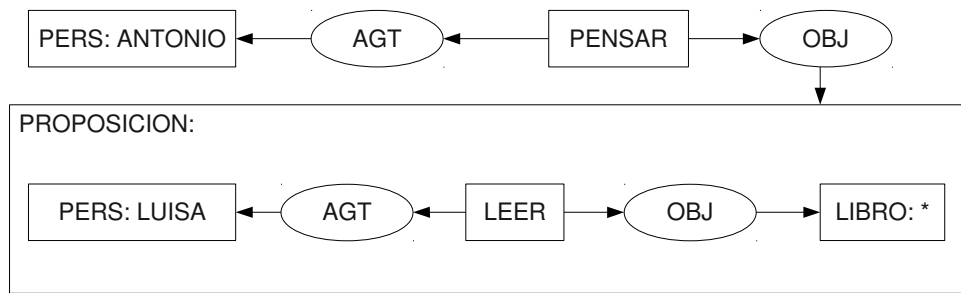 PERS: ANTONIO AGT PENSAR OBJ
PROPOSICION:
PERS: LUISA AGT LEER OBJ LIBRO: *